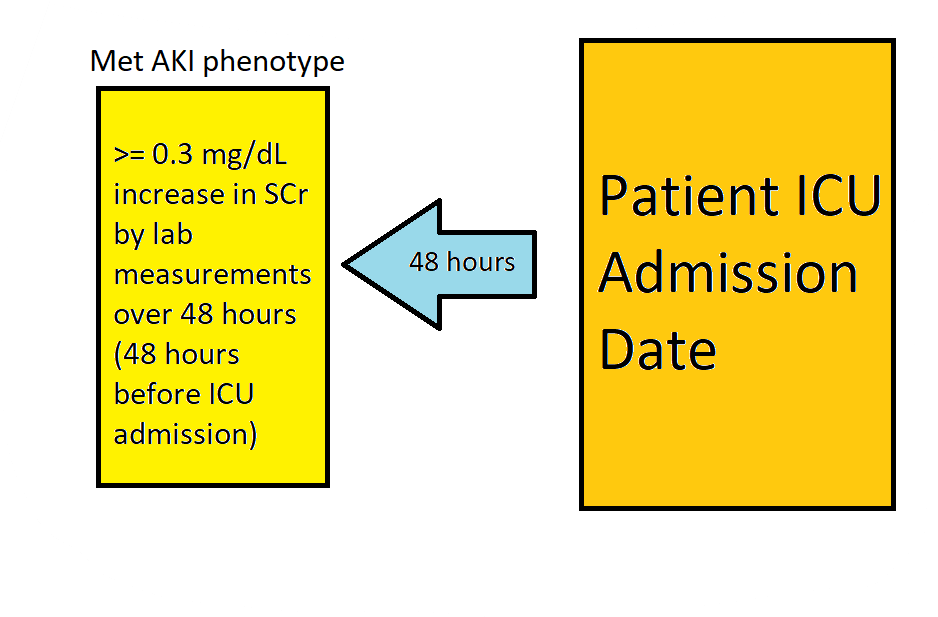 Met AKI phenotype
>= 0.3 mg/dL
increase in SCr
by lab
measurements
over 48 hours
(48 hours
before ICU
admission)
48 hours
Patient ICU
Admission
Date